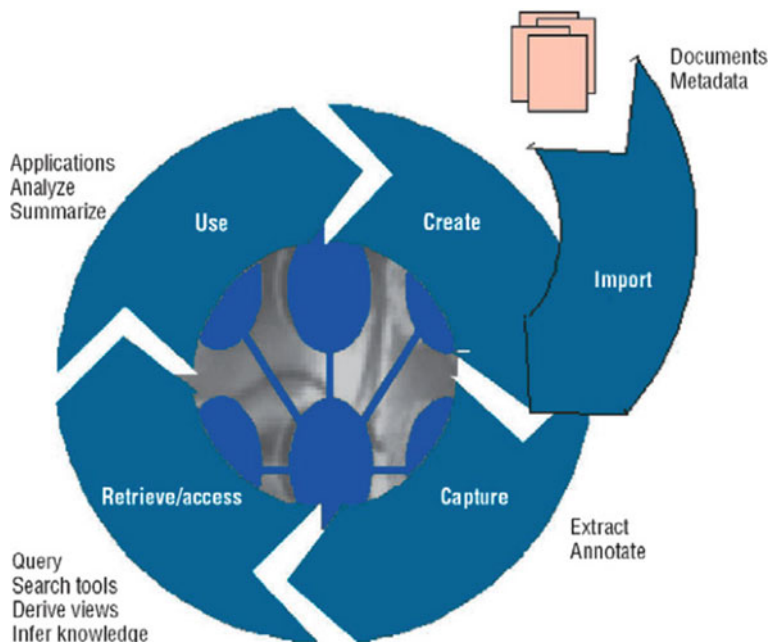 Documents
Metadata
Applications
Analyze
Summarize
Use
Create
Import
Retrieve/access
Capture
Extract
Annotate
Query
Search tools
Derive views
Infer knowledge